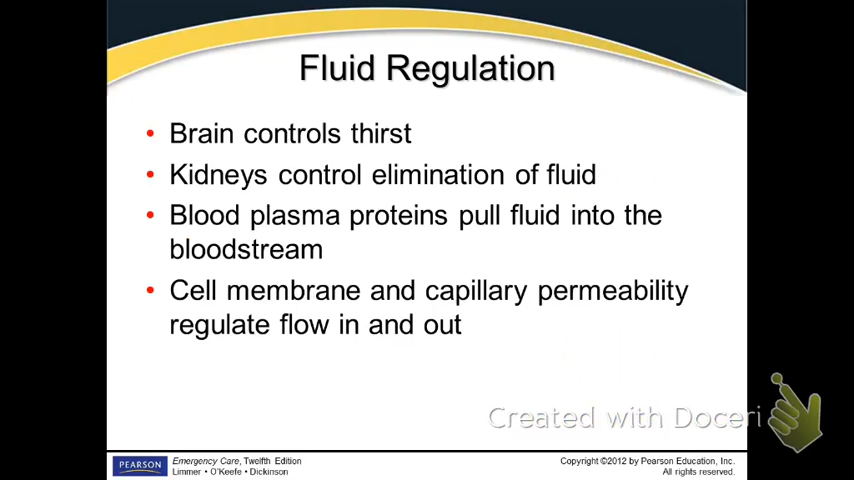 Fluid Regulation
• Brain controls thirst
• Kidneys control elimination of fluid
• Blood plasma proteins pull fluid into the
bloodstream
• Cell membrane and capillary permeability
regulate flow in and out
Created with Doceri
PEARSON
Emergency Care, Twelfth Edition
Limmer • O'Keefe • Dickinson
Copyright ©2012 by Pearson Education, Inc.
All rights reserved.